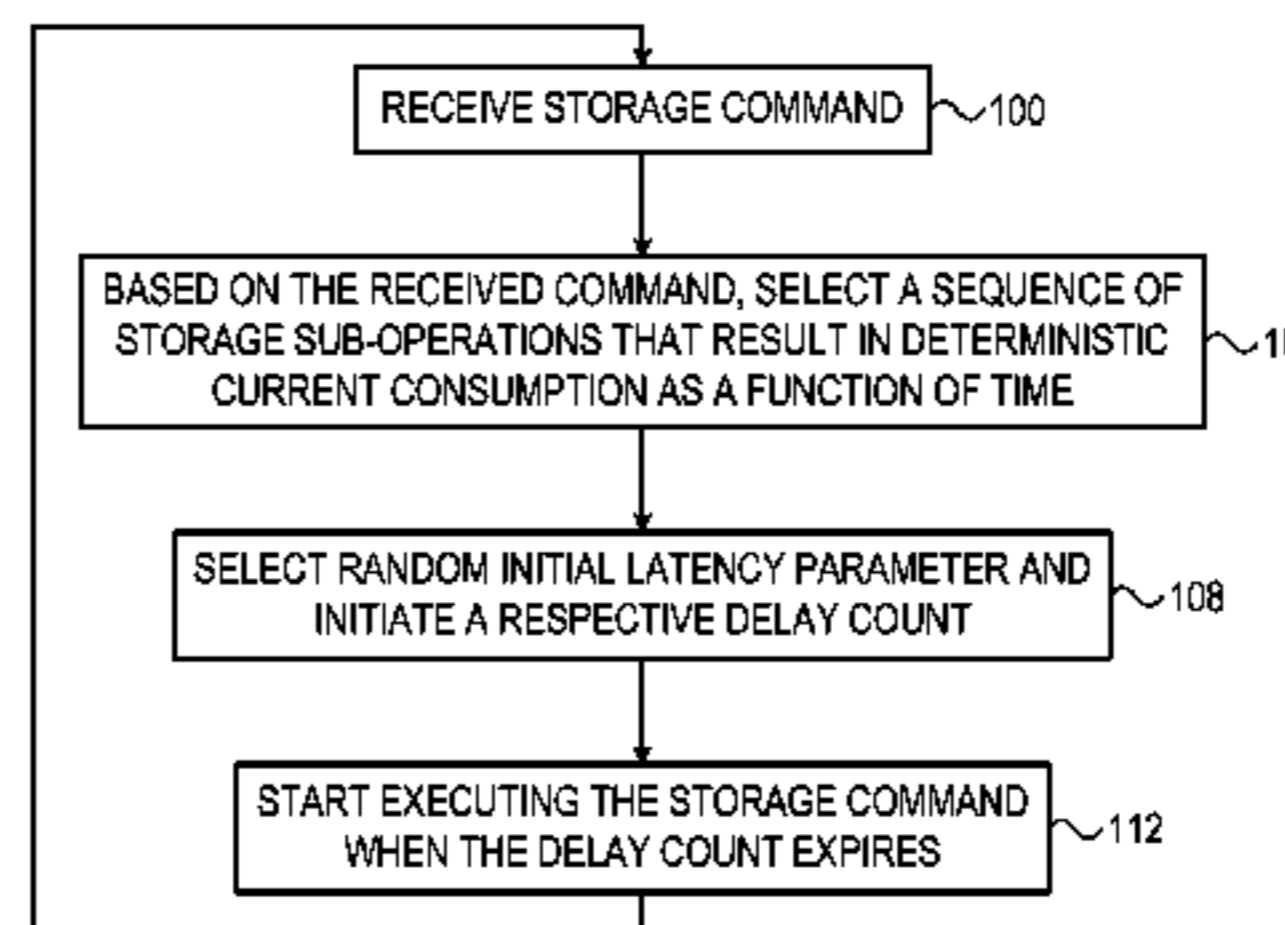 RECEIVE STORAGE COMMAND
100
BASED ON THE RECEIVED COMMAND, SELECT A SEQUENCE OF
STORAGE SUB-OPERATIONS THAT RESULT IN DETERMINISTIC
CURRENT CONSUMPTION AS A FUNCTION OF TIME
SELECT RANDOM INITIAL LATENCY PARAMETER AND
INITIATE A RESPECTIVE DELAY COUNT
108
START EXECUTING THE STORAGE COMMAND
WHEN THE DELAY COUNT EXPIRES
112